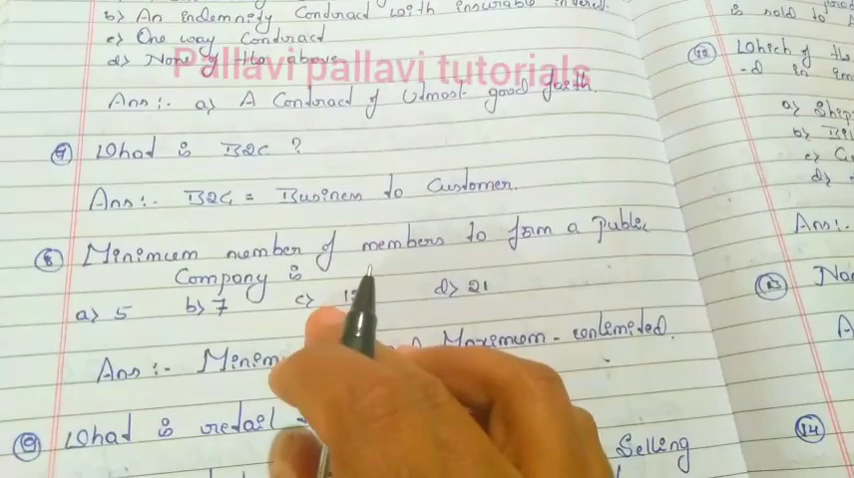 b) An indemnity Contract with insurable interest.
c) One way Contract
d) None of the above
Pallavi pallavi tutorials
Ans:- a) A Contract of Utmost good faith.
7 What is B2C ?
Ans:- B2C = Business to Customer.
8 Minimum number of members to form a public
Company is
a) 5 b) 7 c) d) 21
Ans:- Maximum - unlimited.
9 What is retail
Selling
is not to
12 Which of the
a) Ship
b)
c)
d)
Ans:-
13
A
14